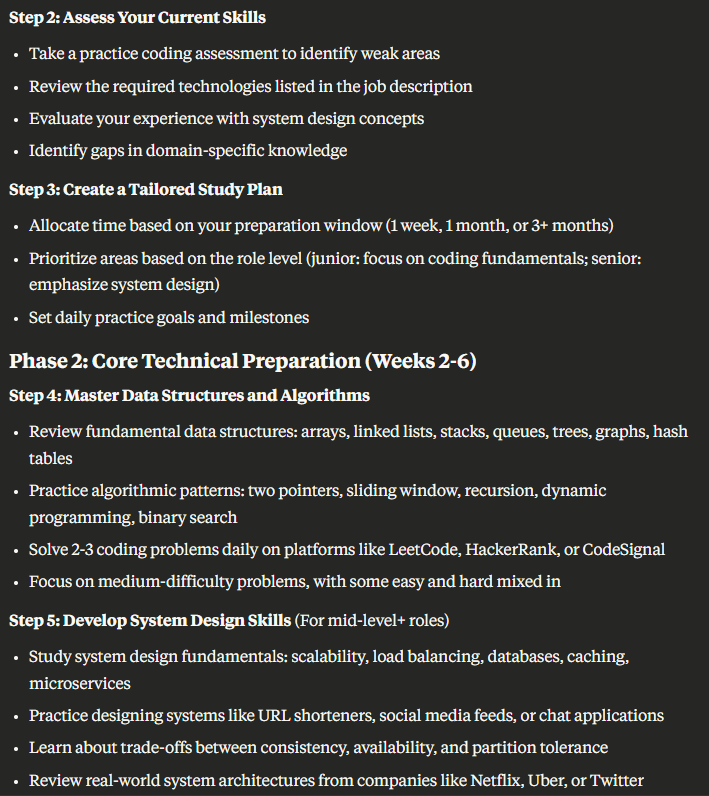 Step 2: Assess Your Current Skills
• Take a practice coding assessment to identify weak areas
• Review the required technologies listed in the job description
• Evaluate your experience with system design concepts
• Identify gaps in domain-specific knowledge
Step 3: Create a Tailored Study Plan
• Allocate time based on your preparation window (1 week, 1 month, or 3+ months)
• Prioritize areas based on the role level (junior: focus on coding fundamentals; senior:
emphasize system design)
• Set daily practice goals and milestones
Phase 2: Core Technical Preparation (Weeks 2-6)
Step 4: Master Data Structures and Algorithms
• Review fundamental data structures: arrays, linked lists, stacks, queues, trees, graphs, hash
tables
• Practice algorithmic patterns: two pointers, sliding window, recursion, dynamic
programming, binary search
• Solve 2-3 coding problems daily on platforms like LeetCode, HackerRank, or CodeSignal
• Focus on medium-difficulty problems, with some easy and hard mixed in
Step 5: Develop System Design Skills (For mid-level+ roles)
• Study system design fundamentals: scalability, load balancing, databases, caching,
microservices
• Practice designing systems like URL shorteners, social media feeds, or chat applications
• Learn about trade-offs between consistency, availability, and partition tolerance
• Review real-world system architectures from companies like Netflix, Uber, or Twitter